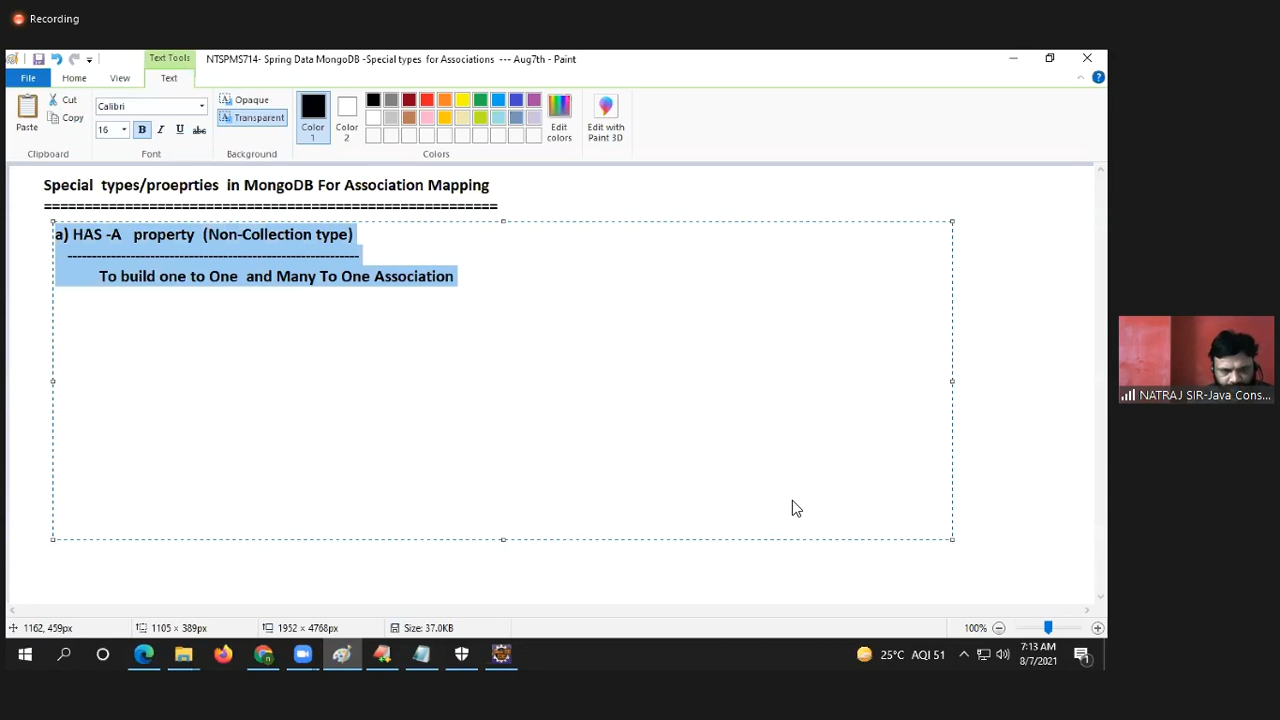 Recording
Text Tools
NTSPMS714- Spring Data MongoDB -Special types for Associations --- Aug7th - Paint
File
Home
View
Text
Paste
Cut
Copy
Clipboard
Calibri
16
B
I
U
abc
Font
Opaque
Transparent
Background
Color 1
Color 2
Edit colors
Edit with Paint 3D
Colors
Special types/proeprties in MongoDB For Association Mapping
=======================================================
a) HAS -A property (Non-Collection type)
-----------------------------------------------------------
To build one to One and Many To One Association
NATRAJ SIR-Java Cons...
1162, 459px
1105 × 389px
1952 × 4768px
Size: 37.0KB
100%
25°C AQI 51
7:13 AM
8/7/2021
1